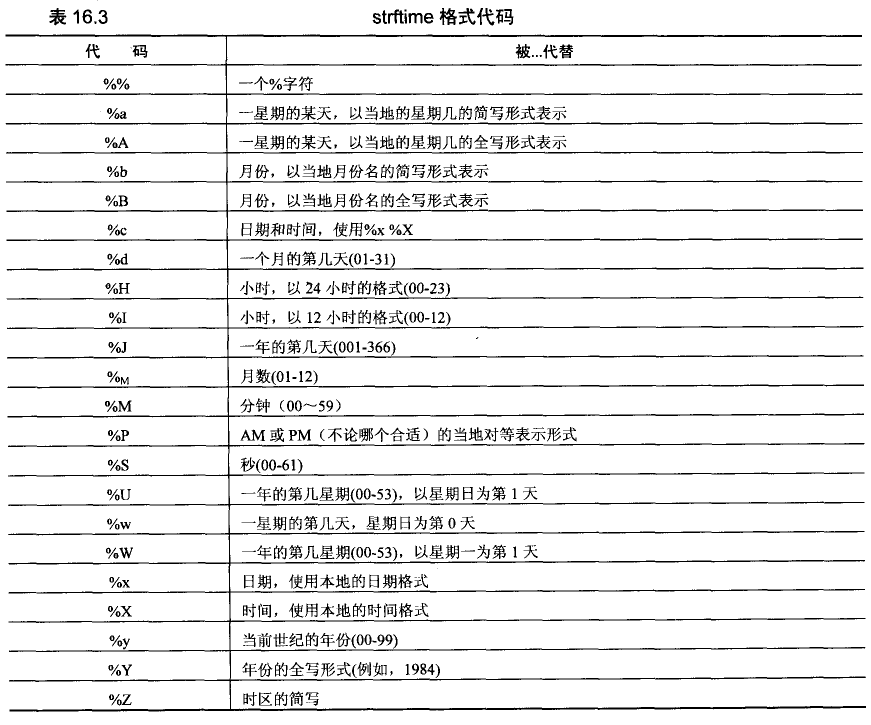 表 16.3 strftime 格式代码
代 码 被...代替
%% 一个%字符
%a 一星期的某天，以当地的星期几的简写形式表示
%A 一星期的某天，以当地的星期几的全写形式表示
%b 月份，以当地月份名的简写形式表示
%B 月份，以当地月份名的全写形式表示
%c 日期和时间，使用%x %X
%d 一个月的第几天(01-31)
%H 小时，以 24 小时的格式(00-23)
%I 小时，以 12 小时的格式(00-12)
%J 一年的第几天(001-366)
%M 月数(01-12)
%M 分钟（00～59）
%P AM 或 PM（不论哪个合适）的当地对等表示形式
%S 秒(00-61)
%U 一年的第几星期(00-53)，以星期日为第 1 天
%w 一星期的第几天，星期日为第 0 天
%W 一年的第几星期(00-53)，以星期一为第 1 天
%x 日期，使用本地的日期格式
%X 时间，使用本地的时间格式
%y 当前世纪的年份(00-99)
%Y 年份的全写形式(例如，1984)
%Z 时区的简写